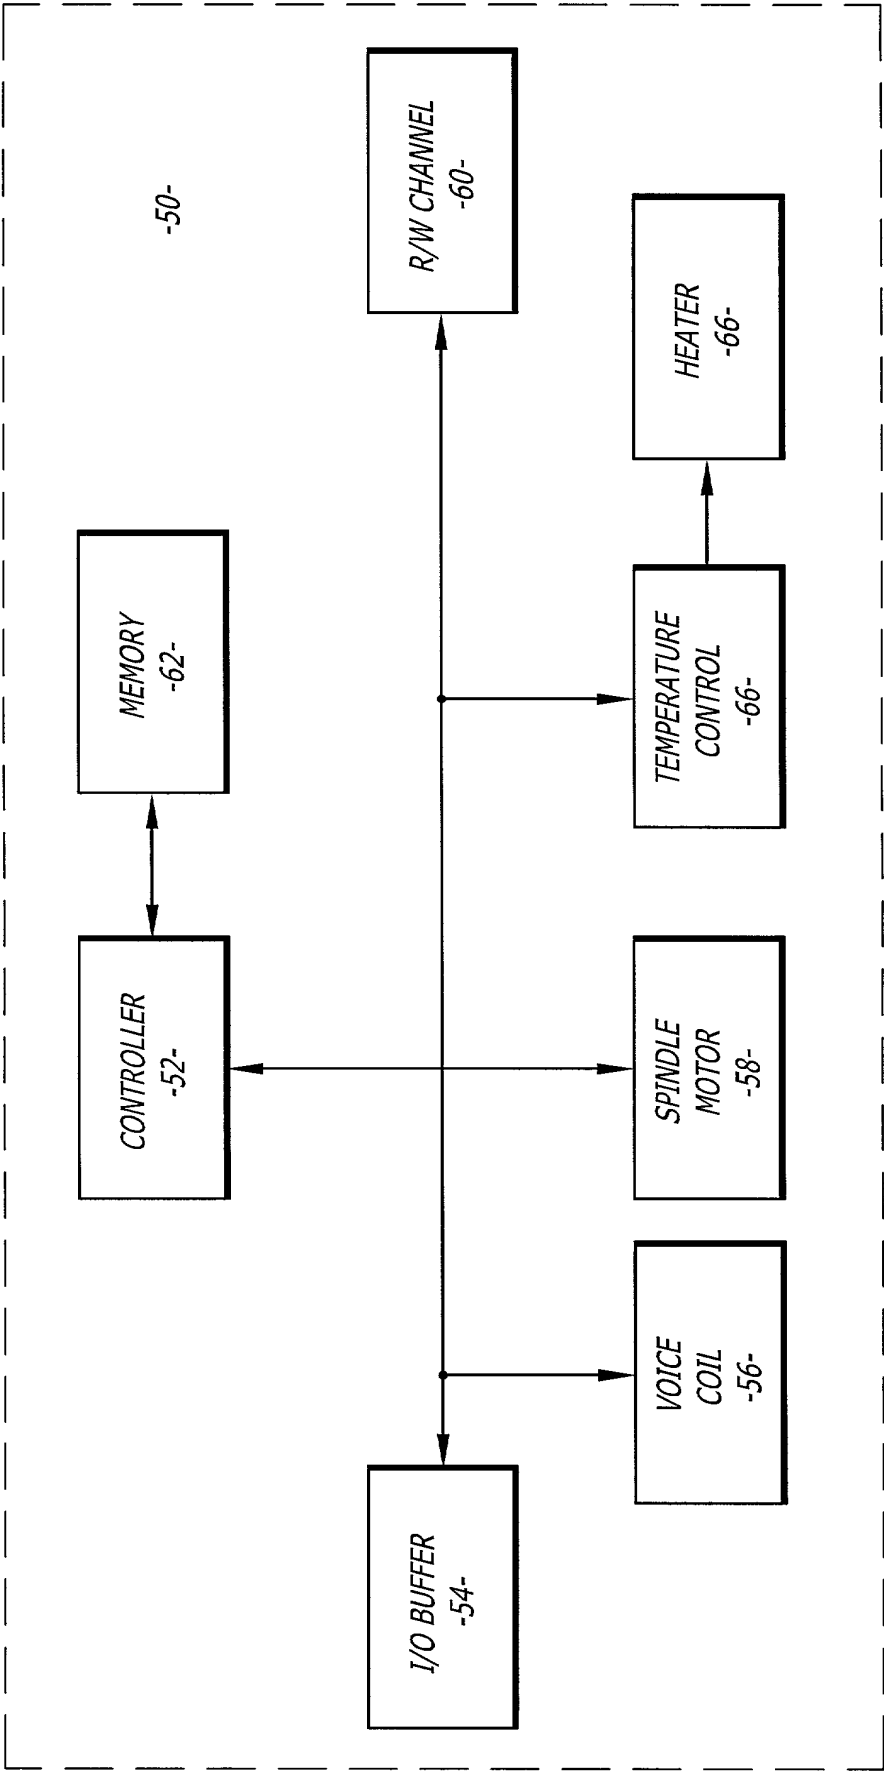 -50-
MEMORY
-62-
CONTROLLER
-52-
R/W CHANNEL
-60-
I/O BUFFER
-54-
VOICE
COIL
-56-
SPINDLE
MOTOR
-58-
TEMPERATURE
CONTROL
-66-
HEATER
-66-